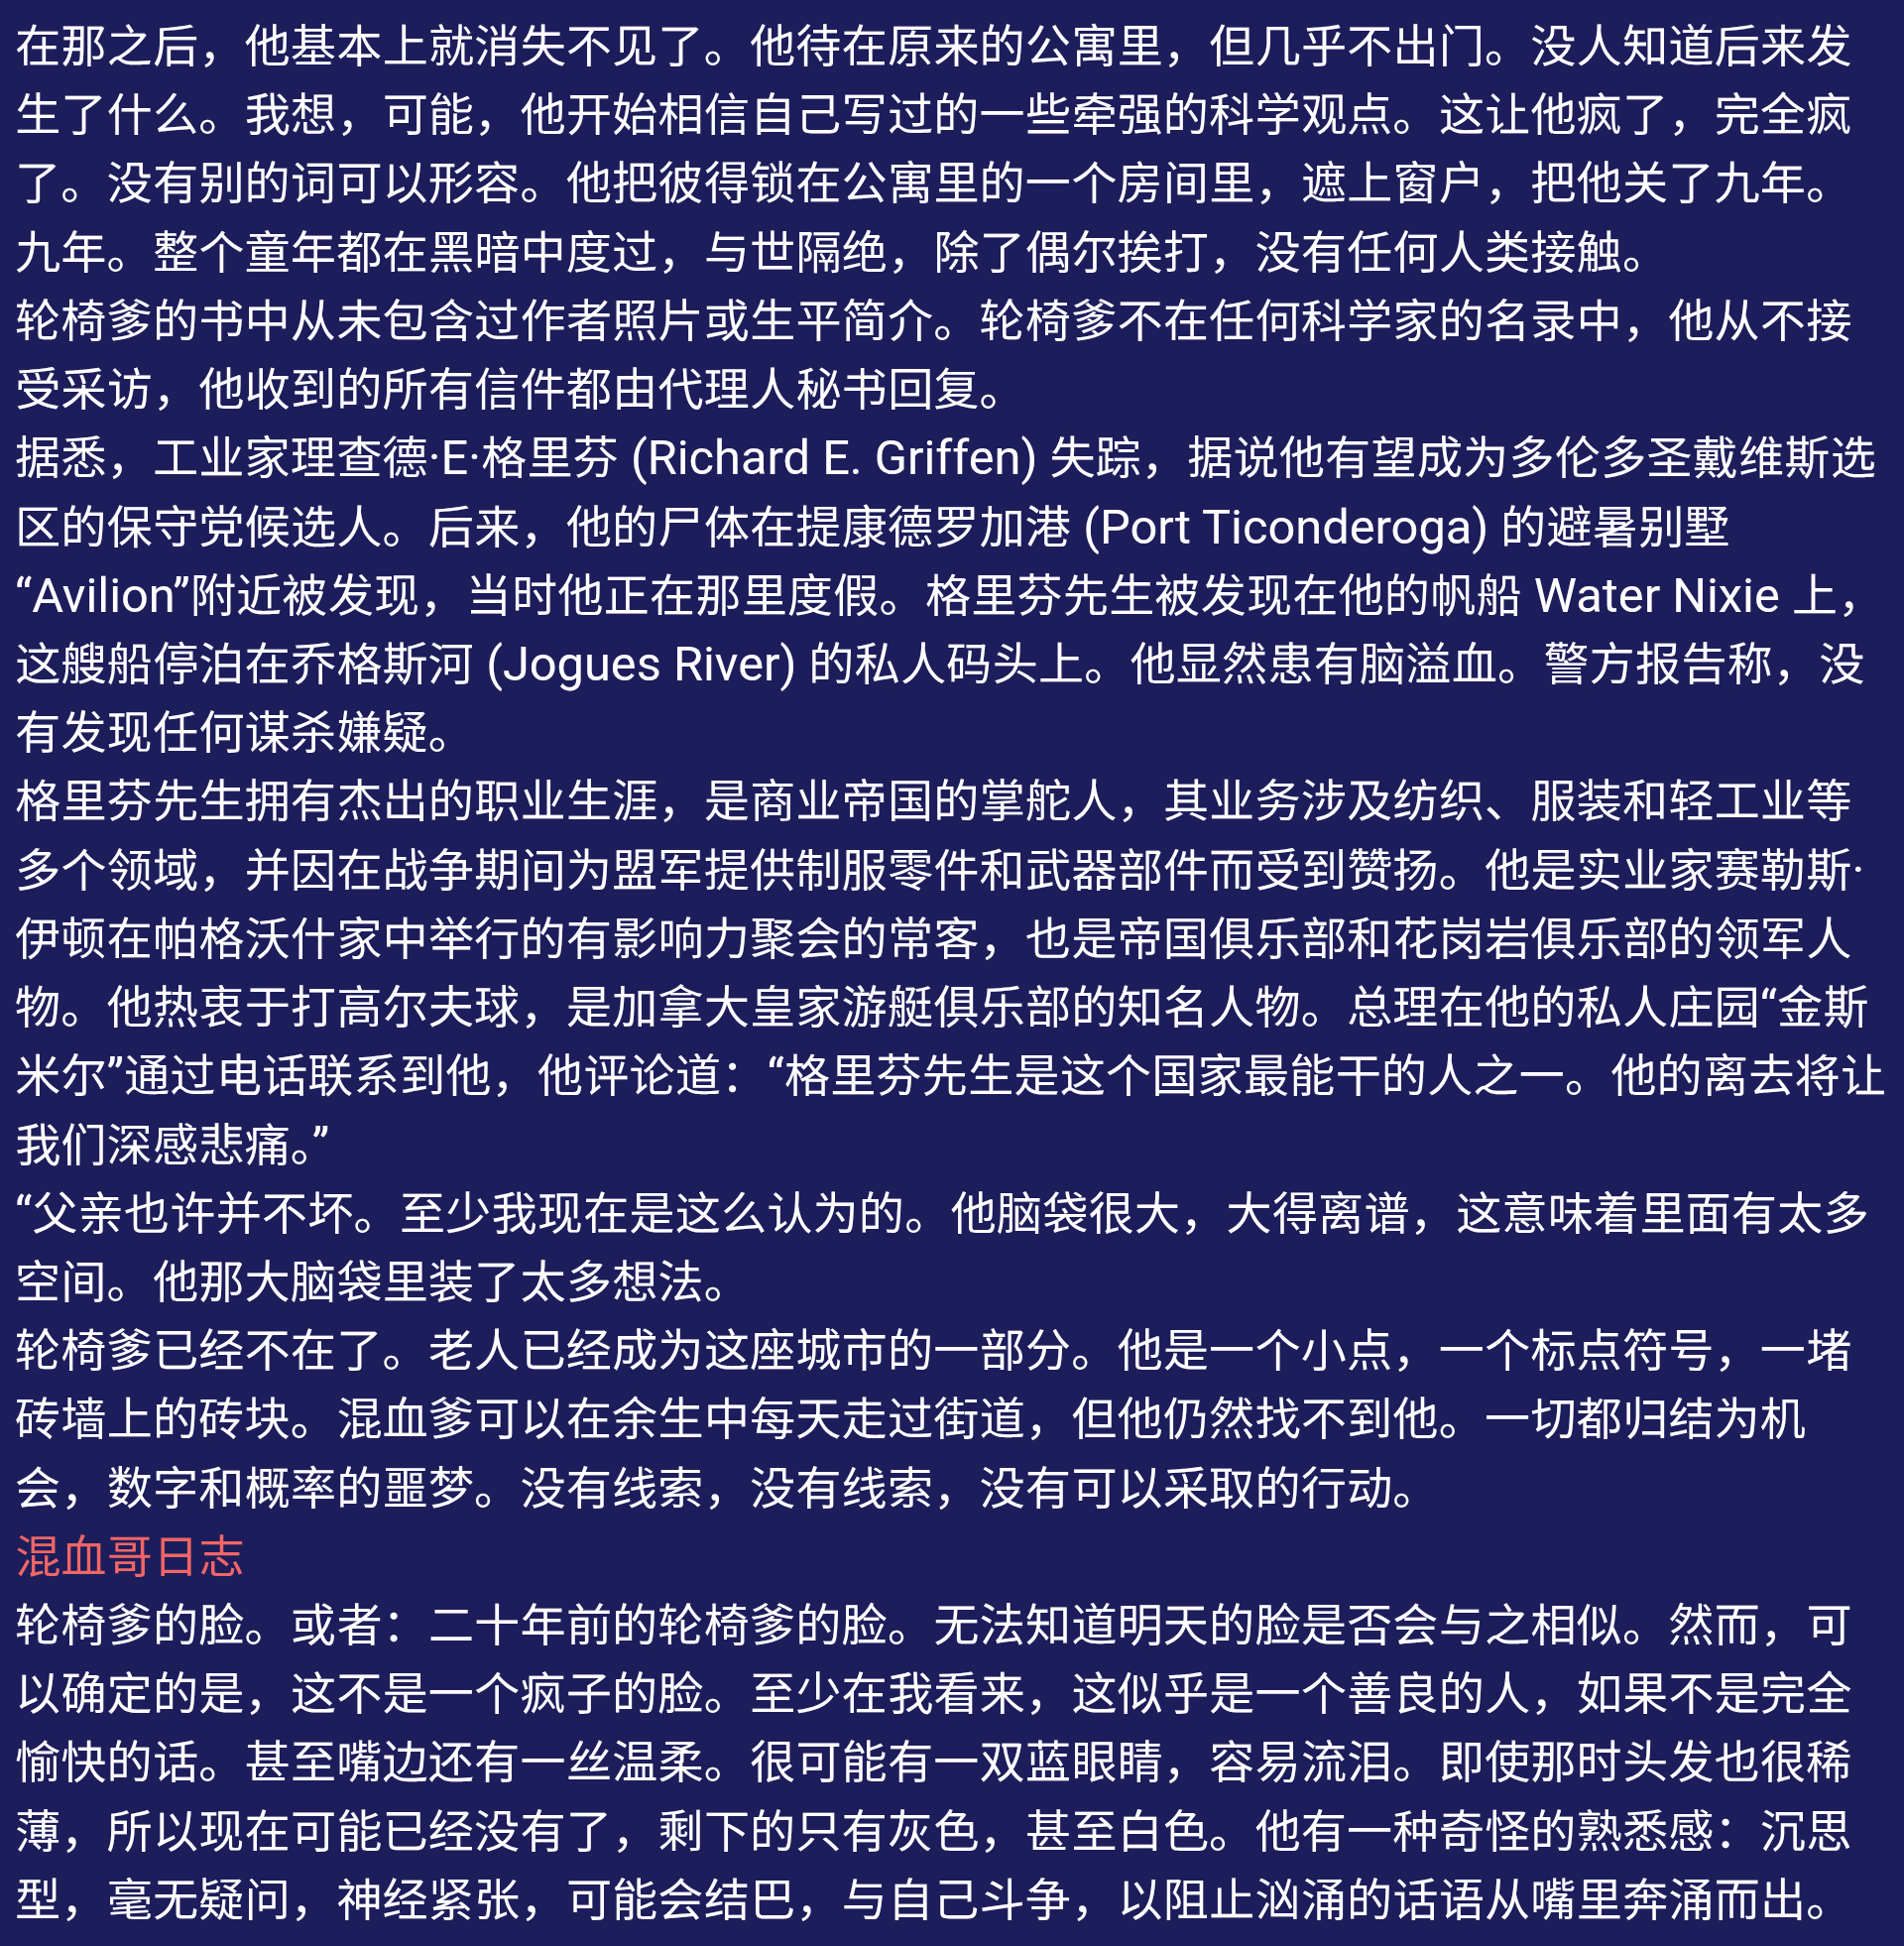 在那之后，他基本上就消失不见了。他待在原来的公寓里，但几乎不出门。没人知道后来发
生了什么。我想，可能，他开始相信自己写过的一些牵强的科学观点。这让他疯了，完全疯
了。没有别的词可以形容。他把彼得锁在公寓里的一个房间里，遮上窗户，把他关了九年。
九年。整个童年都在黑暗中度过，与世隔绝，除了偶尔挨打，没有任何人类接触。
轮椅爹的书中从未包含过作者照片或生平简介。轮椅爹不在任何科学家的名录中，他从不接
受采访，他收到的所有信件都由代理人秘书回复。
据悉，工业家理查德·E·格里芬 (Richard E. Griffen) 失踪，据说他有望成为多伦多圣戴维斯选
区的保守党候选人。后来，他的尸体在提康德罗加港 (Port Ticonderoga) 的避暑别墅
“Avilion”附近被发现，当时他正在那里度假。格里芬先生被发现在他的帆船 Water Nixie 上，
这艘船停泊在乔格斯河 (Jogues River) 的私人码头上。他显然患有脑溢血。警方报告称，没
有发现任何谋杀嫌疑。
格里芬先生拥有杰出的职业生涯，是商业帝国的掌舵人，其业务涉及纺织、服装和轻工业等
多个领域，并因在战争期间为盟军提供制服零件和武器部件而受到赞扬。他是实业家赛勒斯·
伊顿在帕格沃什家中举行的有影响力聚会的常客，也是帝国俱乐部和花岗岩俱乐部的领军人
物。他热衷于打高尔夫球，是加拿大皇家游艇俱乐部的知名人物。总理在他的私人庄园“金斯
米尔”通过电话联系到他，他评论道：“格里芬先生是这个国家最能干的人之一。他的离去将让
我们深感悲痛。”
“父亲也许并不坏。至少我现在是这么认为的。他脑袋很大，大得离谱，这意味着里面有太多
空间。他那大脑袋里装了太多想法。
轮椅爹已经不在了。老人已经成为这座城市的一部分。他是一个小点，一个标点符号，一堵
砖墙上的砖块。混血爹可以在余生中每天走过街道，但他仍然找不到他。一切都归结为机
会，数字和概率的噩梦。没有线索，没有线索，没有可以采取的行动。
混血哥日志
轮椅爹的脸。或者：二十年前的轮椅爹的脸。无法知道明天的脸是否会与之相似。然而，可
以确定的是，这不是一个疯子的脸。至少在我看来，这似乎是一个善良的人，如果不是完全
愉快的话。甚至嘴边还有一丝温柔。很可能有一双蓝眼睛，容易流泪。即使那时头发也很稀
薄，所以现在可能已经没有了，剩下的只有灰色，甚至白色。他有一种奇怪的熟悉感：沉思
型，毫无疑问，神经紧张，可能会结巴，与自己斗争，以阻止汹涌的话语从嘴里奔涌而出。